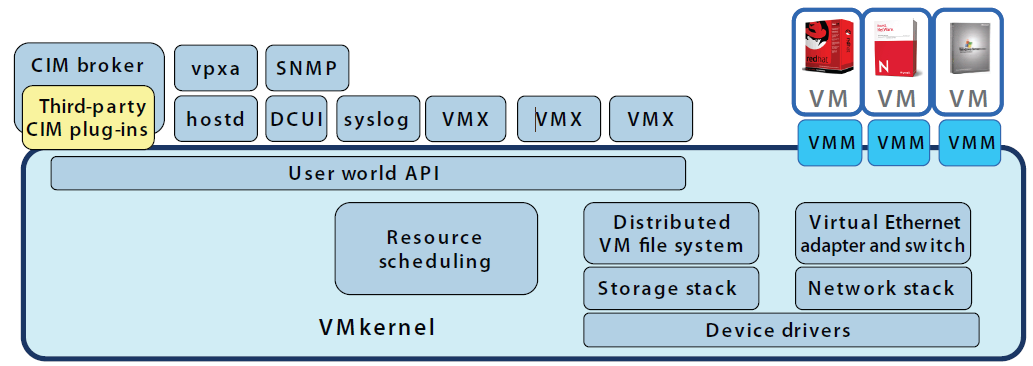 CIM broker
Third-party
CIM plug-ins
vpxa
SNMP
hostd
DCUI
syslog
VMX
VMX
VMX
redhat
N
VM
VM
VM
VMM
VMM
VMM
User world API
Resource
scheduling
Distributed
VM file system
Virtual Ethernet
adapter and switch
Storage stack
Network stack
VMkernel
Device drivers